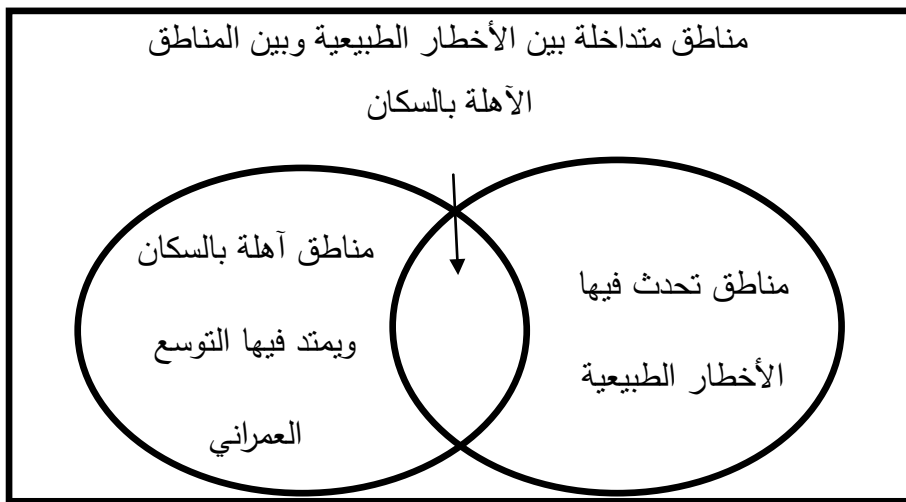 مناطق متداخلة بين الأخطار الطبيعية وبين المناطق
الآهلة بالسكان
مناطق تحدث فيها
الأخطار الطبيعية
مناطق آهلة بالسكان
ويمتد فيها التوسع
العمراني